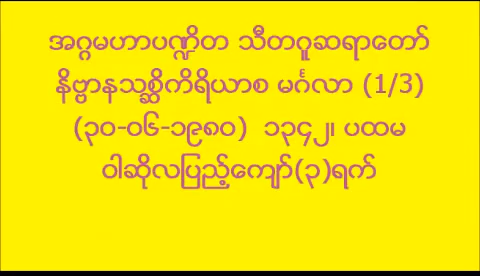 အဂ္ဂမဟာပဏ္ဍိတ သီတဂူဆရာတော်
နိဗ္ဗာနသစ္ဆိကိရိယာစ မင်္ဂလာ (1/3)
(၃၀-၀၆-၁၉၈၀)  ၁၃၄၂၊ ပထမ
ဝါဆိုလပြည့်ကျော်(၃)ရက်